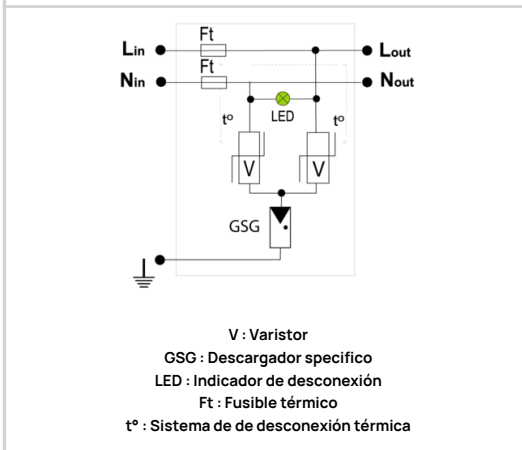 Ft
Lin Lout
Ft
Nin Nout
LED
tº tº
V V
GSG
V : Varistor
GSG : Descargador specifico
LED : Indicador de desconexión
Ft : Fusible térmico
t° : Sistema de de desconexión térmica